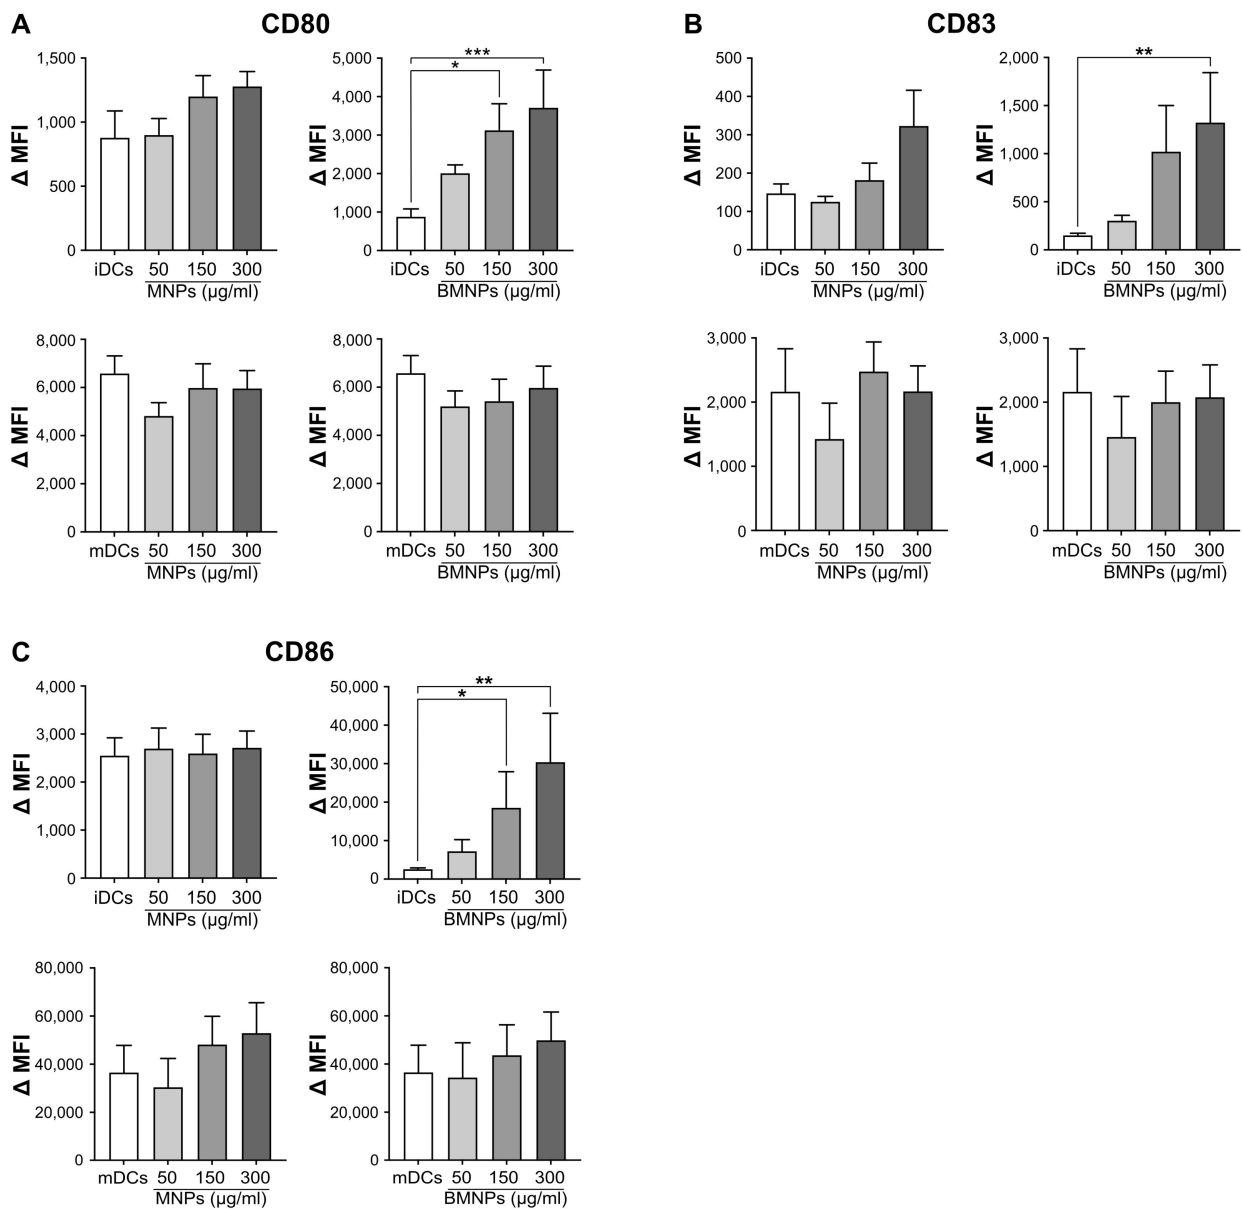 A CD80
1,500
1,000
500
0
Δ MFI
iDCs 50 150 300
MNPs (µg/ml)
5,000
4,000
3,000
2,000
1,000
0
Δ MFI
***
*
iDCs 50 150 300
BMNPs (µg/ml)
8,000
6,000
4,000
2,000
0
Δ MFI
mDCs 50 150 300
MNPs (µg/ml)
8,000
6,000
4,000
2,000
0
Δ MFI
mDCs 50 150 300
BMNPs (µg/ml)
B CD83
500
400
300
200
100
0
Δ MFI
iDCs 50 150 300
MNPs (µg/ml)
2,000
1,500
1,000
500
0
Δ MFI
**
iDCs 50 150 300
BMNPs (µg/ml)
3,000
2,000
1,000
0
Δ MFI
mDCs 50 150 300
MNPs (µg/ml)
3,000
2,000
1,000
0
Δ MFI
mDCs 50 150 300
BMNPs (µg/ml)
C CD86
4,000
3,000
2,000
1,000
0
Δ MFI
iDCs 50 150 300
MNPs (µg/ml)
50,000
40,000
30,000
20,000
10,000
0
Δ MFI
**
*
iDCs 50 150 300
BMNPs (µg/ml)
80,000
60,000
40,000
20,000
0
Δ MFI
mDCs 50 150 300
MNPs (µg/ml)
80,000
60,000
40,000
20,000
0
Δ MFI
mDCs 50 150 300
BMNPs (µg/ml)